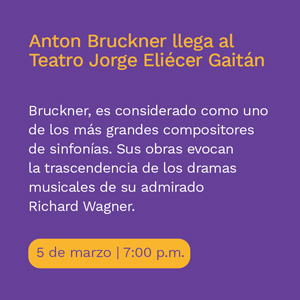 Anton Bruckner llega al
Teatro Jorge Eliécer Gaitán
Bruckner, es considerado como uno
de los más grandes compositores
de sinfonías. Sus obras evocan
la trascendencia de los dramas
musicales de su admirado
Richard Wagner.
5 de marzo | 7:00 p.m.